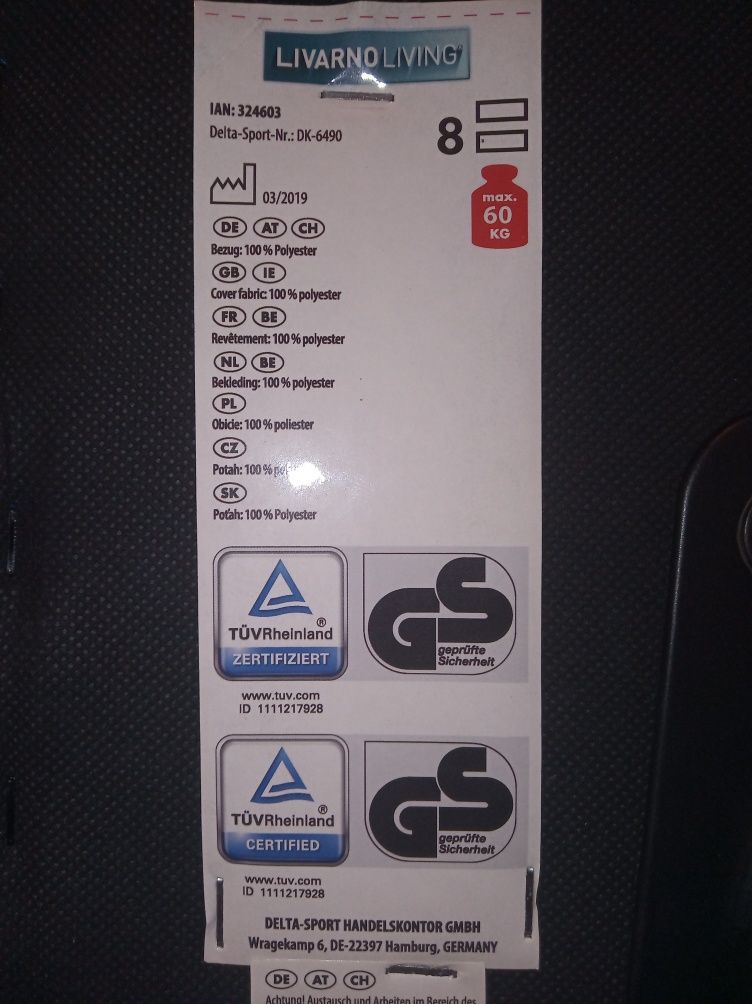 LIVARNOLIVING®
IAN: 324603
Delta-Sport-Nr.: DK-6490
8
max.
60
KG
03/2019
DE AT CH
Bezug: 100 % Polyester
GB IE
Cover fabric: 100 % polyester
FR BE
Revêtement: 100 % polyester
NL BE
Bekleding: 100 % polyester
PL
Obicie: 100 % poliester
CZ
Potah: 100 %
SK
Poťah: 100 % Polyester
TÜVRheinland®
ZERTIFIZIERT
GS
geprüfte
Sicherheit
www.tuv.com
ID 1111217928
TÜVRheinland®
CERTIFIED
GS
geprüfte
Sicherheit
www.tuv.com
ID 1111217928
DELTA-SPORT HANDELSKONTOR GMBH
Wragekamp 6, DE-22397 Hamburg, GERMANY
DE AT CH
Achtung! Austausch und Arbeiten im Bereich des